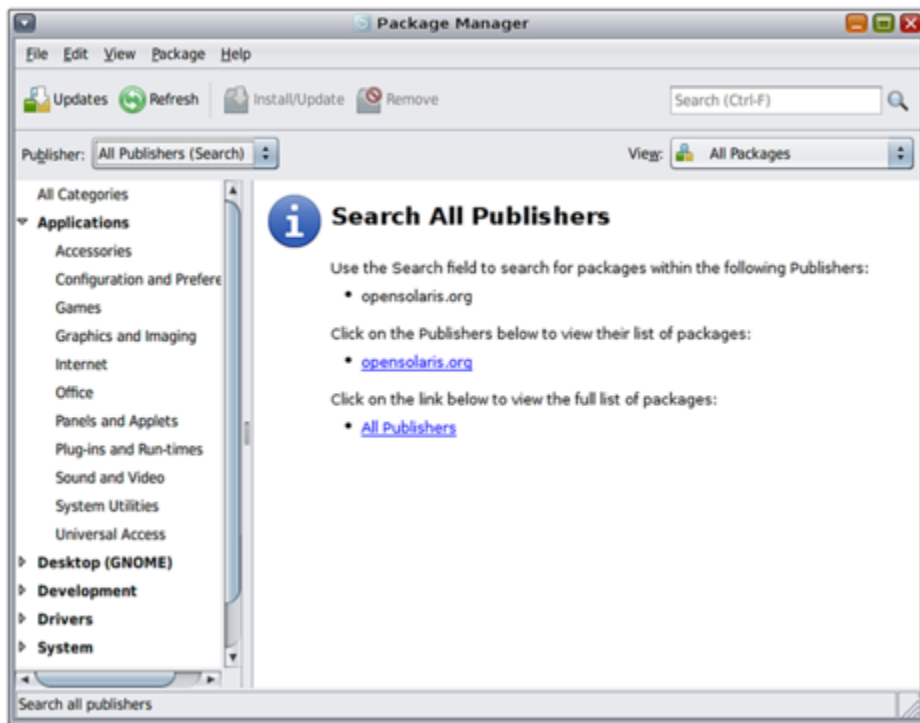 Package Manager
File Edit View Package Help
Updates Refresh Install/Update Remove Search (Ctrl-F)
Publisher: All Publishers (Search) View: All Packages
All Categories
Applications
Accessories
Configuration and Prefere
Games
Graphics and Imaging
Internet
Office
Panels and Applets
Plug-ins and Run-times
Sound and Video
System Utilities
Universal Access
Desktop (GNOME)
Development
Drivers
System
Search All Publishers
Use the Search field to search for packages within the following Publishers:
• opensolaris.org
Click on the Publishers below to view their list of packages:
• opensolaris.org
Click on the link below to view the full list of packages:
• All Publishers
Search all publishers